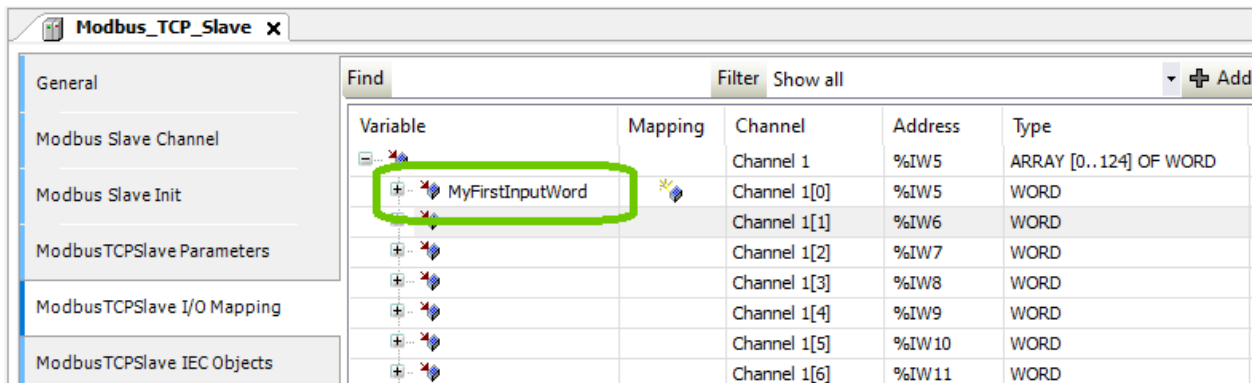 Modbus_TCP_Slave X
General
Modbus Slave Channel
Modbus Slave Init
ModbusTCPSlave Parameters
ModbusTCPSlave I/O Mapping
ModbusTCPSlave IEC Objects
Find Filter Show all Add
Variable Mapping Channel Address Type
Channel 1 %IW5 ARRAY [0..124] OF WORD
MyFirstInputWord Channel 1[0] %IW5 WORD
Channel 1[1] %IW6 WORD
Channel 1[2] %IW7 WORD
Channel 1[3] %IW8 WORD
Channel 1[4] %IW9 WORD
Channel 1[5] %IW10 WORD
Channel 1[6] %IW11 WORD